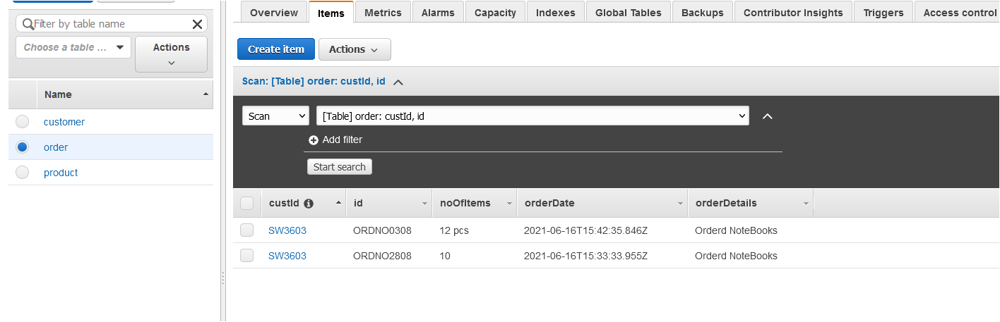 Filter by table name
Choose a table ...
Actions
Name
customer
order
product
Overview Items Metrics Alarms Capacity Indexes Global Tables Backups Contributor Insights Triggers Access control
Create item Actions
Scan: [Table] order: custId, id
Scan [Table] order: custId, id
Add filter
Start search
custId id noOfItems orderDate orderDetails
SW3603 ORDNO0308 12 pcs 2021-06-16T15:42:35.846Z Orderd NoteBooks
SW3603 ORDNO2808 10 2021-06-16T15:33:33.955Z Orderd NoteBooks